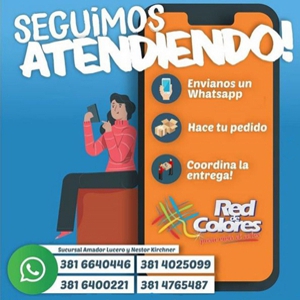 SEGUIMOS
ATENDIENDO!
Envianos un
Whatsapp
Hace tu pedido
Coordina la
entrega!
Red
Colores
Sucursal Amador Lucero y Nestor Kirchner
381 6640446 381 4025099
381 6400221 381 4765487